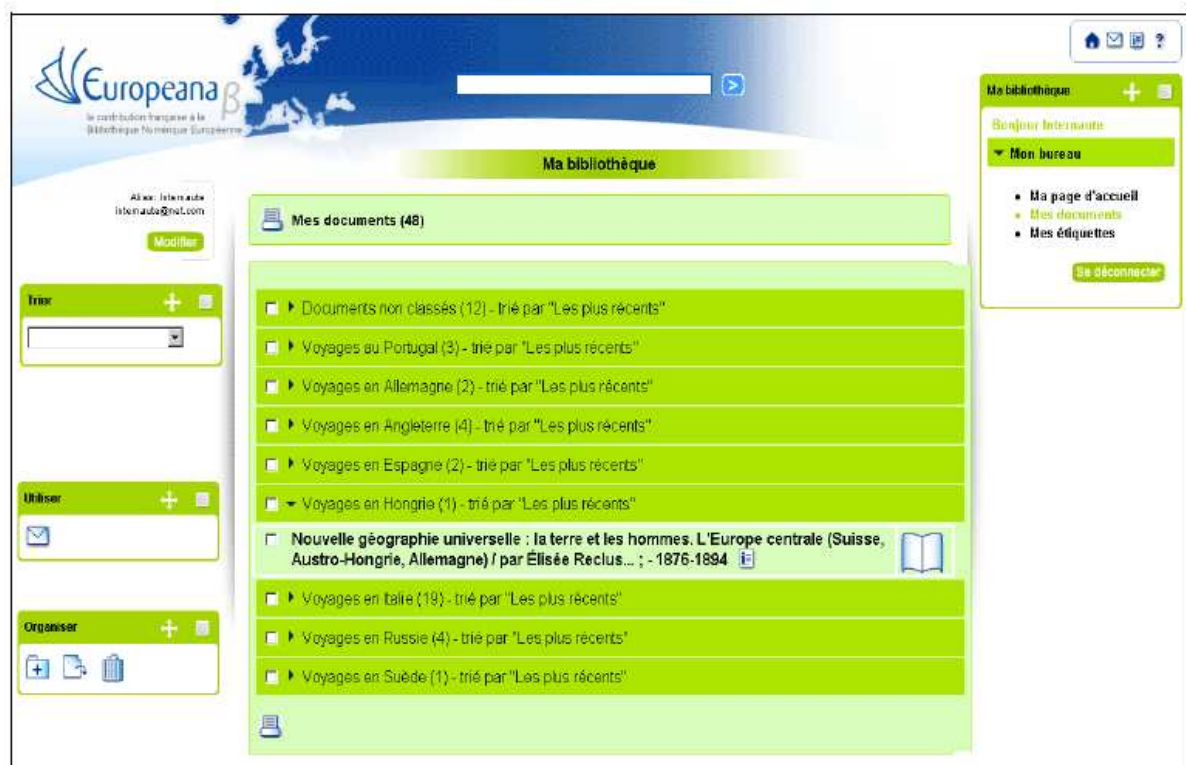 Europeana β
la contribution française à la
Bibliothèque Numérique Européenne
?
Ma bibliothèque
Bonjour Internaute
Mon bureau
Ma page d'accueil
Mes documents
Mes étiquettes
Se déconnecter
Ma bibliothèque
Alias: Internaute
internaute@net.com
Modifier
Trier
Utiliser
Organiser
Mes documents (48)
Documents non classés (12) - trié par "Les plus récents"
Voyages au Portugal (3) - trié par "Les plus récents"
Voyages en Allemagne (2) - trié par "Les plus récents"
Voyages en Angleterre (4) - trié par "Les plus récents"
Voyages en Espagne (2) - trié par "Les plus récents"
Voyages en Hongrie (1) - trié par "Les plus récents"
Nouvelle géographie universelle : la terre et les hommes. L'Europe centrale (Suisse,
Austro-Hongrie, Allemagne) / par Élisée Reclus... ; - 1876-1894
Voyages en Italie (19) - trié par "Les plus récents"
Voyages en Russie (4) - trié par "Les plus récents"
Voyages en Suède (1) - trié par "Les plus récents"